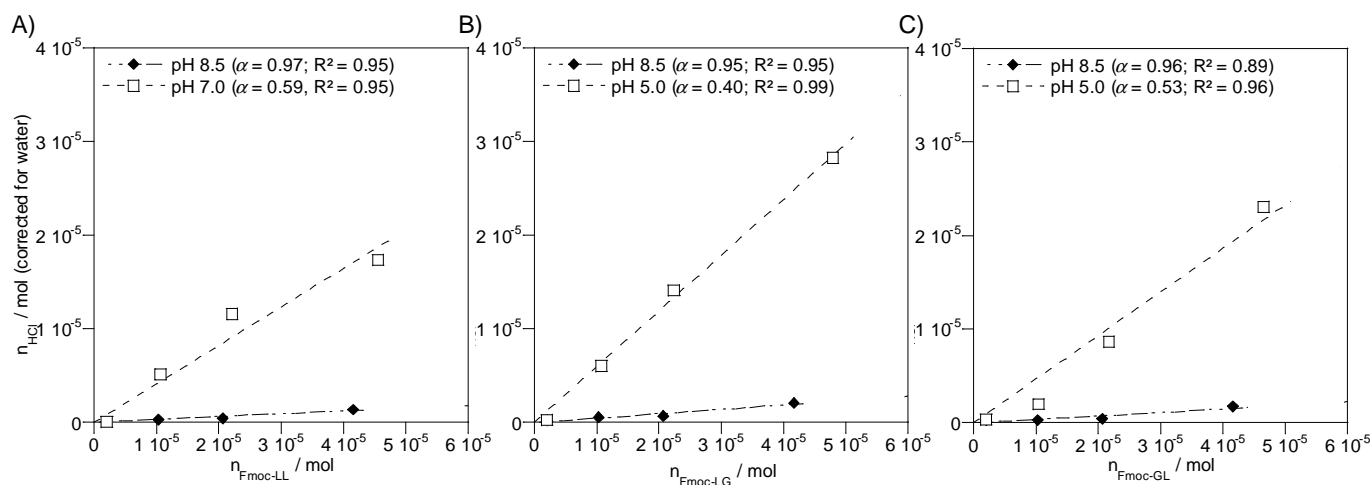 A)
4 10-5
3 10-5
2 10-5
1 10-5
0
pH 8.5 (α = 0.97; R² = 0.95)
pH 7.0 (α = 0.59, R² = 0.95)
nHCl / mol (corrected for water)
0 1 10-5 2 10-5 3 10-5 4 10-5 5 10-5 6 10-5
nFmoc-LL / mol
B)
4 10-5
3 10-5
2 10-5
1 10-5
0
pH 8.5 (α = 0.95; R² = 0.95)
pH 5.0 (α = 0.40; R² = 0.99)
0 1 10-5 2 10-5 3 10-5 4 10-5 5 10-5 6 10-5
nFmoc-LG / mol
C)
4 10-5
3 10-5
2 10-5
1 10-5
0
pH 8.5 (α = 0.96; R² = 0.89)
pH 5.0 (α = 0.53; R² = 0.96)
0 1 10-5 2 10-5 3 10-5 4 10-5 5 10-5 6 10-5
nFmoc-GL / mol